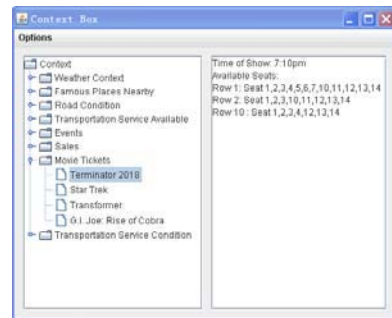 Context Box
Options
Context
Weather Context
Famous Places Nearby
Road Condition
Transportation Service Available
Events
Sales
Movie Tickets
Terminator 2018
Star Trek
Transformer
G.I. Joe: Rise of Cobra
Transportation Service Condition
Time of Show: 7:10pm
Available Seats:
Row 1: Seat 1,2,3,4,5,6,7,10,11,12,13,14
Row 2: Seat 1,2,3,10,11,12,13,14
Row 10 : Seat 1,2,3,4,12,13,14